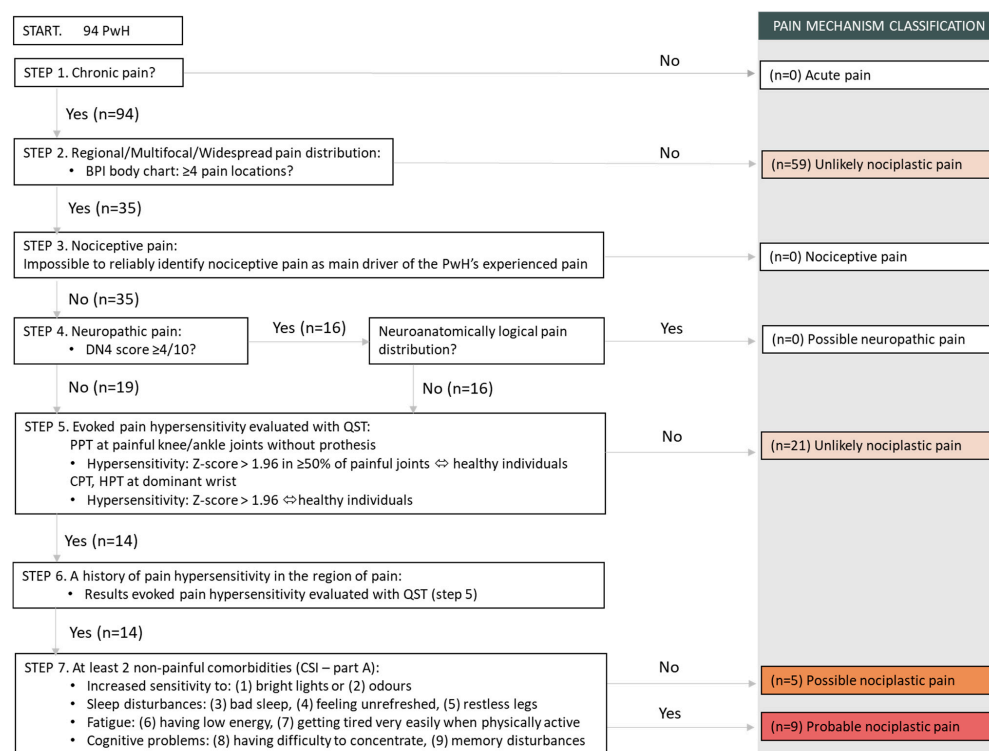 START. 94 PwH
PAIN MECHANISM CLASSIFICATION
STEP 1. Chronic pain?
No
(n=0) Acute pain
Yes (n=94)
STEP 2. Regional/Multifocal/Widespread pain distribution:
• BPI body chart: ≥4 pain locations?
No
(n=59) Unlikely nociplastic pain
Yes (n=35)
STEP 3. Nociceptive pain:
Impossible to reliably identify nociceptive pain as main driver of the PwH's experienced pain
(n=0) Nociceptive pain
No (n=35)
STEP 4. Neuropathic pain:
• DN4 score ≥4/10?
Yes (n=16)
Neuroanatomically logical pain
distribution?
Yes
(n=0) Possible neuropathic pain
No (n=19)
No (n=16)
STEP 5. Evoked pain hypersensitivity evaluated with QST:
PPT at painful knee/ankle joints without prothesis
• Hypersensitivity: Z-score > 1.96 in ≥50% of painful joints ⇔ healthy individuals
CPT, HPT at dominant wrist
• Hypersensitivity: Z-score > 1.96 ⇔ healthy individuals
No
(n=21) Unlikely nociplastic pain
Yes (n=14)
STEP 6. A history of pain hypersensitivity in the region of pain:
• Results evoked pain hypersensitivity evaluated with QST (step 5)
Yes (n=14)
STEP 7. At least 2 non-painful comorbidities (CSI – part A):
• Increased sensitivity to: (1) bright lights or (2) odours
• Sleep disturbances: (3) bad sleep, (4) feeling unrefreshed, (5) restless legs
• Fatigue: (6) having low energy, (7) getting tired very easily when physically active
• Cognitive problems: (8) having difficulty to concentrate, (9) memory disturbances
No
(n=5) Possible nociplastic pain
Yes
(n=9) Probable nociplastic pain